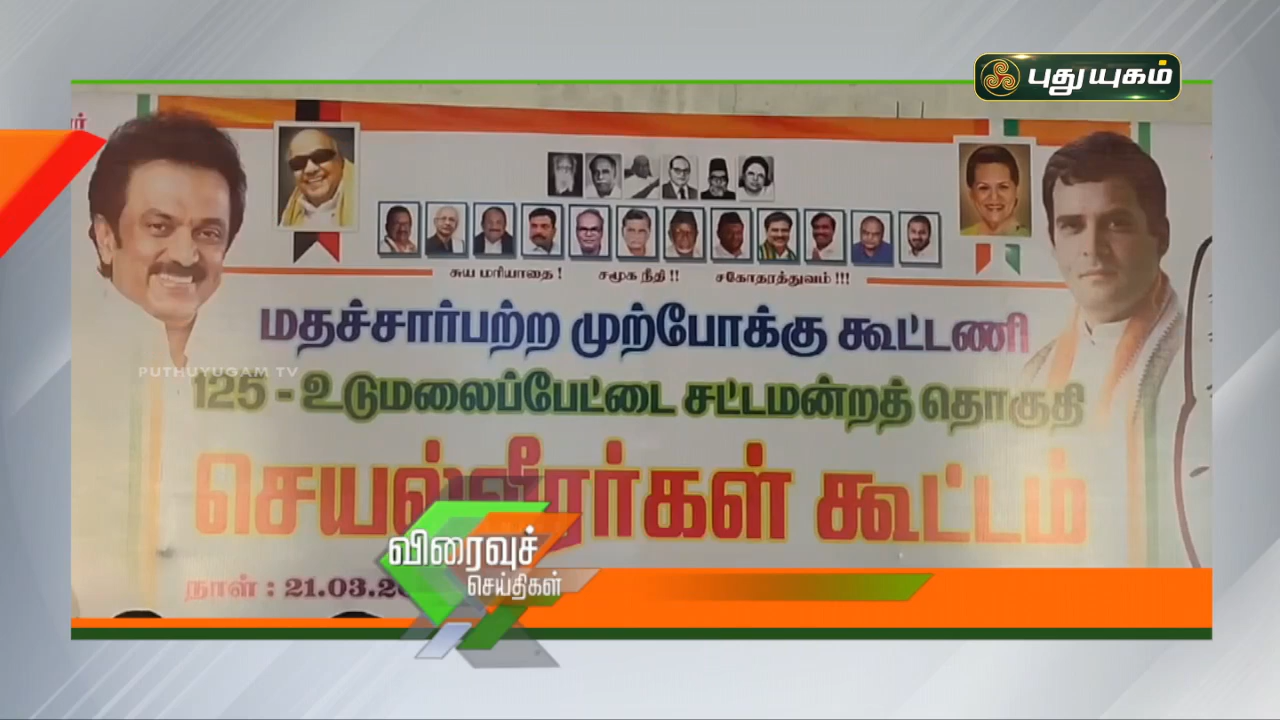 புதுயுகம்
சுய மரியாதை ! சமூக நீதி !! சகோதரத்துவம் !!!
மதச்சார்பற்ற முற்போக்கு கூட்டணி
PUTHUYUGAM TV
125 - உடுமலைப்பேட்டை சட்டமன்றத் தொகுதி
செயல்வீரர்கள் கூட்டம்
விரைவுச்
செய்திகள்
நாள் : 21.03.20